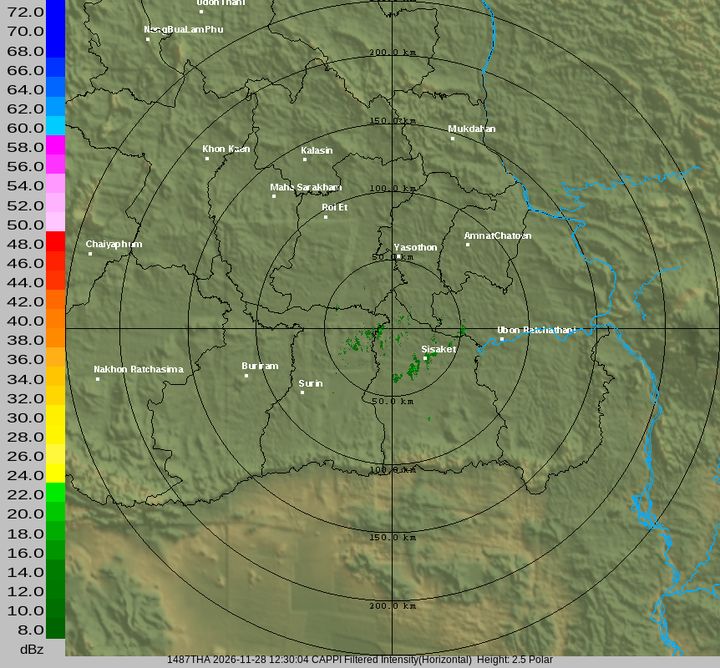 72.0
70.0
68.0
66.0
64.0
62.0
60.0
58.0
56.0
54.0
52.0
50.0
48.0
46.0
44.0
42.0
40.0
38.0
36.0
34.0
32.0
30.0
28.0
26.0
24.0
22.0
20.0
18.0
16.0
14.0
12.0
10.0
8.0
dBz
UdonThani
NongBuaLamPhu
200.0 km
150.0 km
Mukdahan
Khon Kaen
Kalasin
100.0 km
Maha Sarakham
Roi Et
Chaiyaphum
Yasothon
AmnatCharoen
50.0 km
Ubon Ratchathani
Sisaket
Nakhon Ratchasima
Buriram
Surin
50.0 km
100.0 km
150.0 km
200.0 km
1487THA 2026-11-28 12:30:04 CAPPI Filtered Intensity(Horizontal) Height: 2.5 Polar